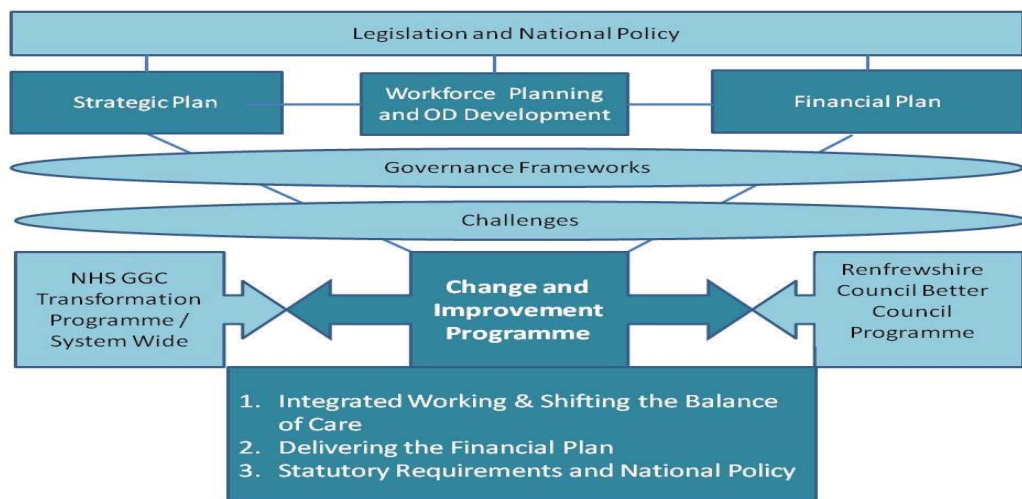 Legislation and National Policy
Strategic Plan
Workforce Planning
and OD Development
Financial Plan
Governance Frameworks
Challenges
NHS GGC
Transformation
Programme /
System Wide
Change and
Improvement
Programme
Renfrewshire
Council Better
Council
Programme
1. Integrated Working & Shifting the Balance
of Care
2. Delivering the Financial Plan
3. Statutory Requirements and National Policy